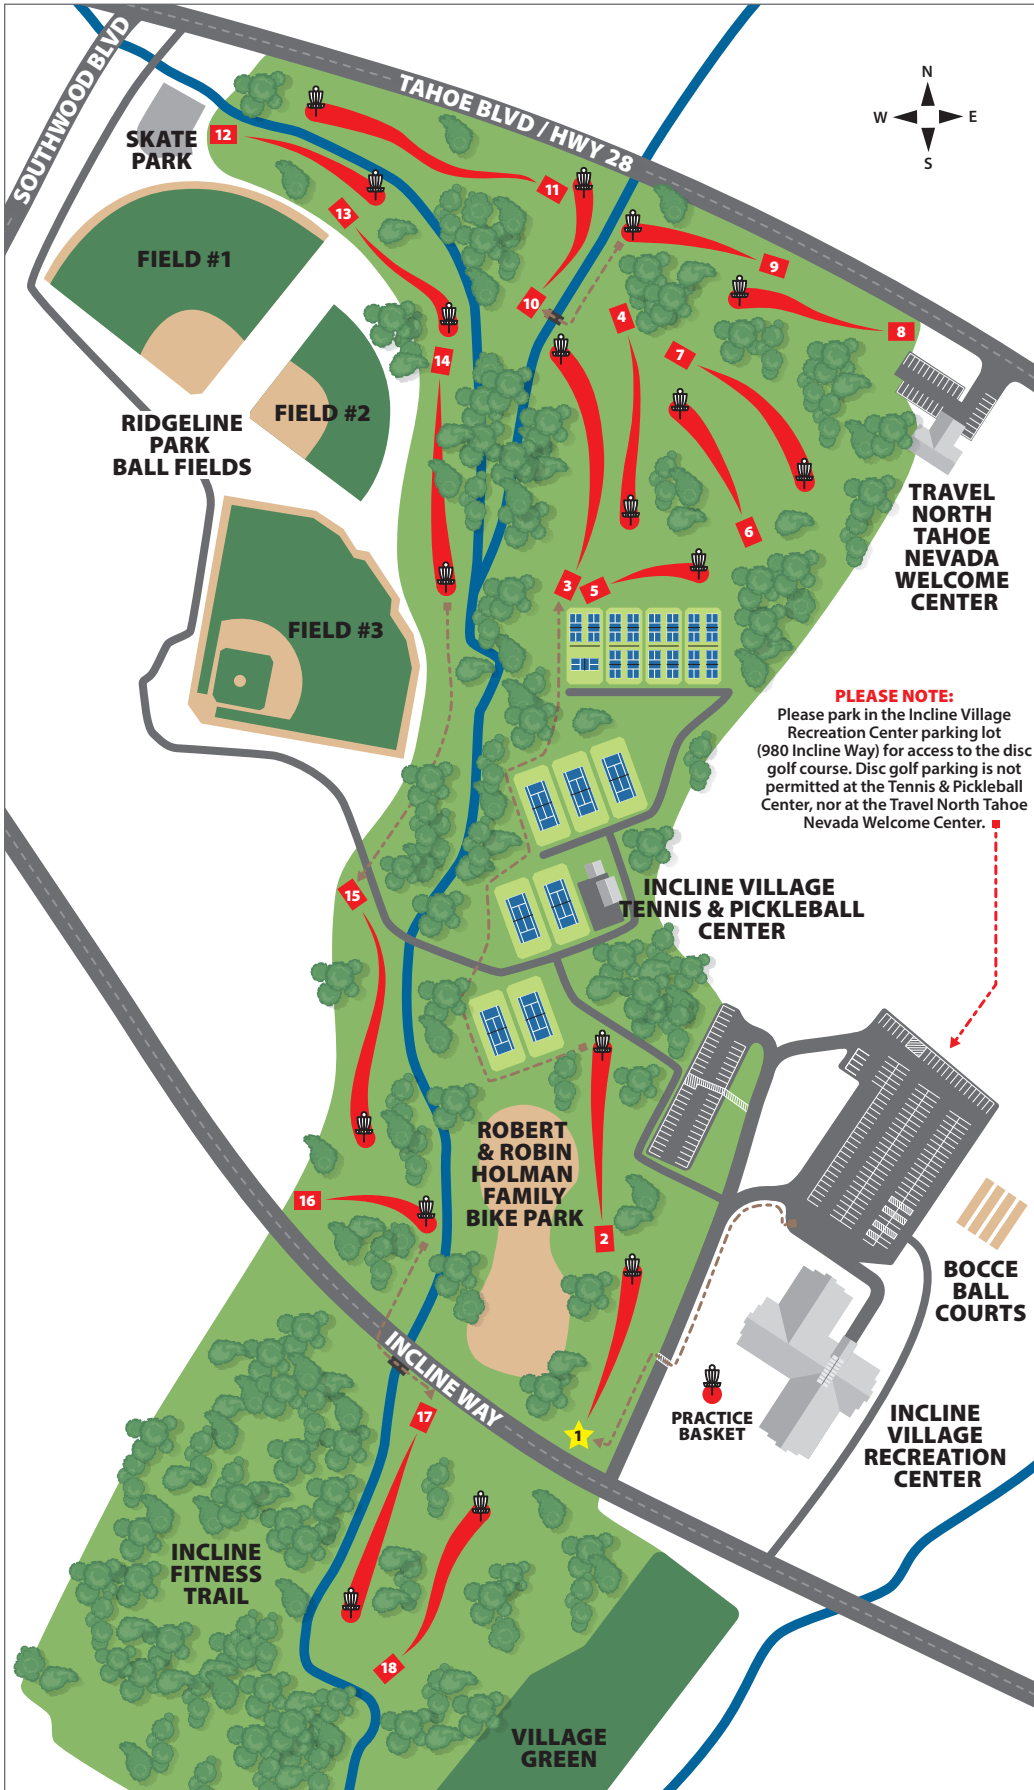 SOUTHWOOD BLVD
TAHOE BLVD / HWY 28
N
W
E
S
SKATE
PARK
12
11
13
9
10
4
8
FIELD #1
14
7
FIELD #2
RIDGELINE
PARK
BALL FIELDS
6
TRAVEL
NORTH
TAHOE
NEVADA
WELCOME
CENTER
3
5
FIELD #3
PLEASE NOTE:
Please park in the Incline Village
Recreation Center parking lot
(980 Incline Way) for access to the disc
golf course. Disc golf parking is not
permitted at the Tennis & Pickleball
Center, nor at the Travel North Tahoe
Nevada Welcome Center.
15
INCLINE VILLAGE
TENNIS & PICKLEBALL
CENTER
ROBERT
& ROBIN
HOLMAN
FAMILY
BIKE PARK
16
2
BOCCE
BALL
COURTS
INCLINE WAY
17
1
PRACTICE
BASKET
INCLINE
VILLAGE
RECREATION
CENTER
INCLINE
FITNESS
TRAIL
18
VILLAGE
GREEN